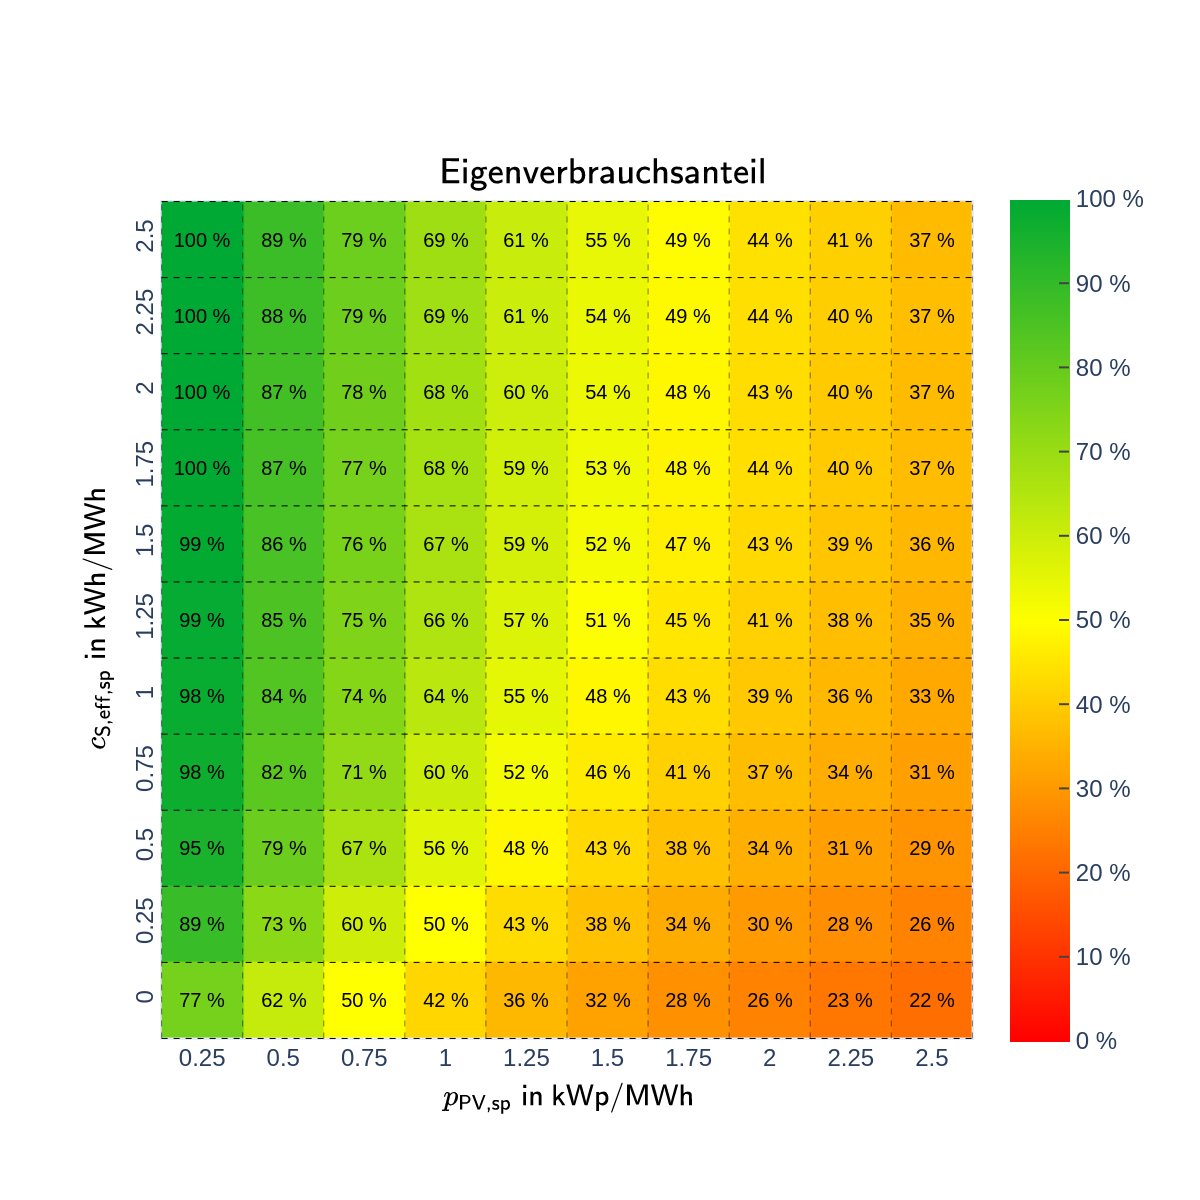 Eigenverbrauchsanteil
2.5 100 % 89 % 79 % 69 % 61 % 55 % 49 % 44 % 41 % 37 %
2.25 100 % 88 % 79 % 69 % 61 % 54 % 49 % 44 % 40 % 37 %
2 100 % 87 % 78 % 68 % 60 % 54 % 48 % 43 % 40 % 37 %
1.75 100 % 87 % 77 % 68 % 59 % 53 % 48 % 44 % 40 % 37 %
1.5 99 % 86 % 76 % 67 % 59 % 52 % 47 % 43 % 39 % 36 %
1.25 99 % 85 % 75 % 66 % 57 % 51 % 45 % 41 % 38 % 35 %
1 98 % 84 % 74 % 64 % 55 % 48 % 43 % 39 % 36 % 33 %
0.75 98 % 82 % 71 % 60 % 52 % 46 % 41 % 37 % 34 % 31 %
0.5 95 % 79 % 67 % 56 % 48 % 43 % 38 % 34 % 31 % 29 %
0.25 89 % 73 % 60 % 50 % 43 % 38 % 34 % 30 % 28 % 26 %
0 77 % 62 % 50 % 42 % 36 % 32 % 28 % 26 % 23 % 22 %
0.25 0.5 0.75 1 1.25 1.5 1.75 2 2.25 2.5
p PV,sp in kWp/MWh
c S,eff,sp in kWh/MWh
100 %
90 %
80 %
70 %
60 %
50 %
40 %
30 %
20 %
10 %
0 %